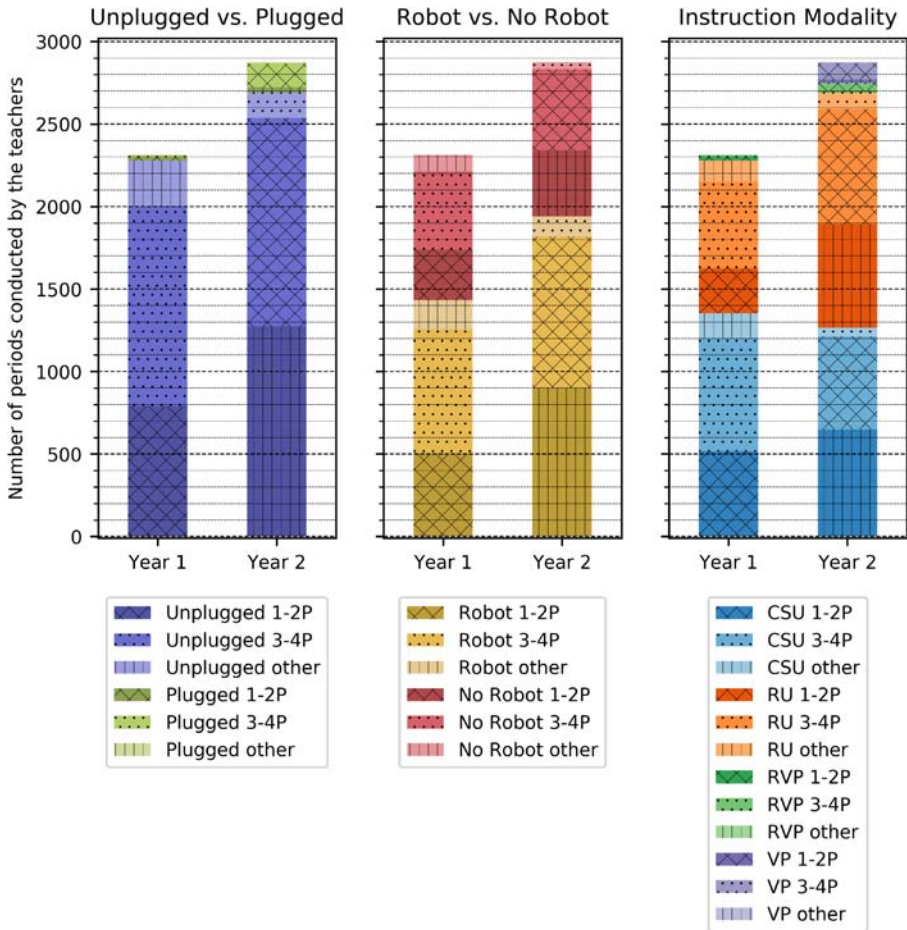 Unplugged vs. Plugged
Robot vs. No Robot
Instruction Modality
Number of periods conducted by the teachers
3000
2500
2000
1500
1000
500
0
Year 1
Year 2
Year 1
Year 2
Year 1
Year 2
Unplugged 1-2P
Unplugged 3-4P
Unplugged other
Plugged 1-2P
Plugged 3-4P
Plugged other
Robot 1-2P
Robot 3-4P
Robot other
No Robot 1-2P
No Robot 3-4P
No Robot other
CSU 1-2P
CSU 3-4P
CSU other
RU 1-2P
RU 3-4P
RU other
RVP 1-2P
RVP 3-4P
RVP other
VP 1-2P
VP 3-4P
VP other